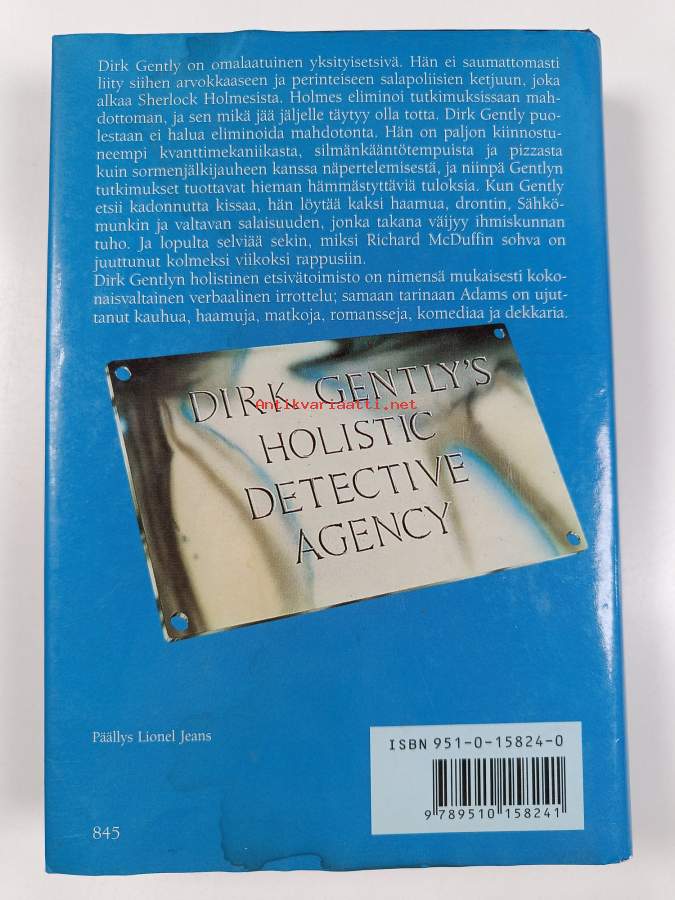 Dirk Gently on omalaatuinen yksityisetsivä. Hän ei saumattomasti
liity siihen arvokkaaseen ja perinteiseen salapoliisien ketjuun, joka
alkaa Sherlock Holmesista. Holmes eliminoi tutkimuksissaan mah-
dottoman, ja sen mikä jää jäljelle täytyy olla totta. Dirk Gently puo-
lestaan ei halua eliminoida mahdotonta. Hän on paljon kiinnostu-
neempi kvanttimekaniikasta, silmänkääntötempuista ja pizzasta
kuin sormenjälkijauheen kanssa näpertelemisestä, ja niinpä Gentlyn
tutkimukset tuottavat hieman hämmästyttäviä tuloksia. Kun Gently
etsii kadonnutta kissaa, hän löytää kaksi haamua, drontin, Sähkö-
munkin ja valtavan salaisuuden, jonka takana väijyy ihmiskunnan
tuho. Ja lopulta selviää sekin, miksi Richard McDuffin sohva on
juuttunut kolmeksi viikoksi rappusiin.
Dirk Gentlyn holistinen etsivätoimisto on nimensä mukaisesti koko-
naisvaltainen verbaalinen irrottelu; samaan tarinaan Adams on ujut-
tanut kauhua, haamuja, matkoja, romansseja, komediaa ja dekkaria.
DIRK GENTLY'S
Antikvariaatti.net
HOLISTIC
DETECTIVE
AGENCY
Päällys Lionel Jeans
ISBN 951-0-15824-0
9 789510 158241
845